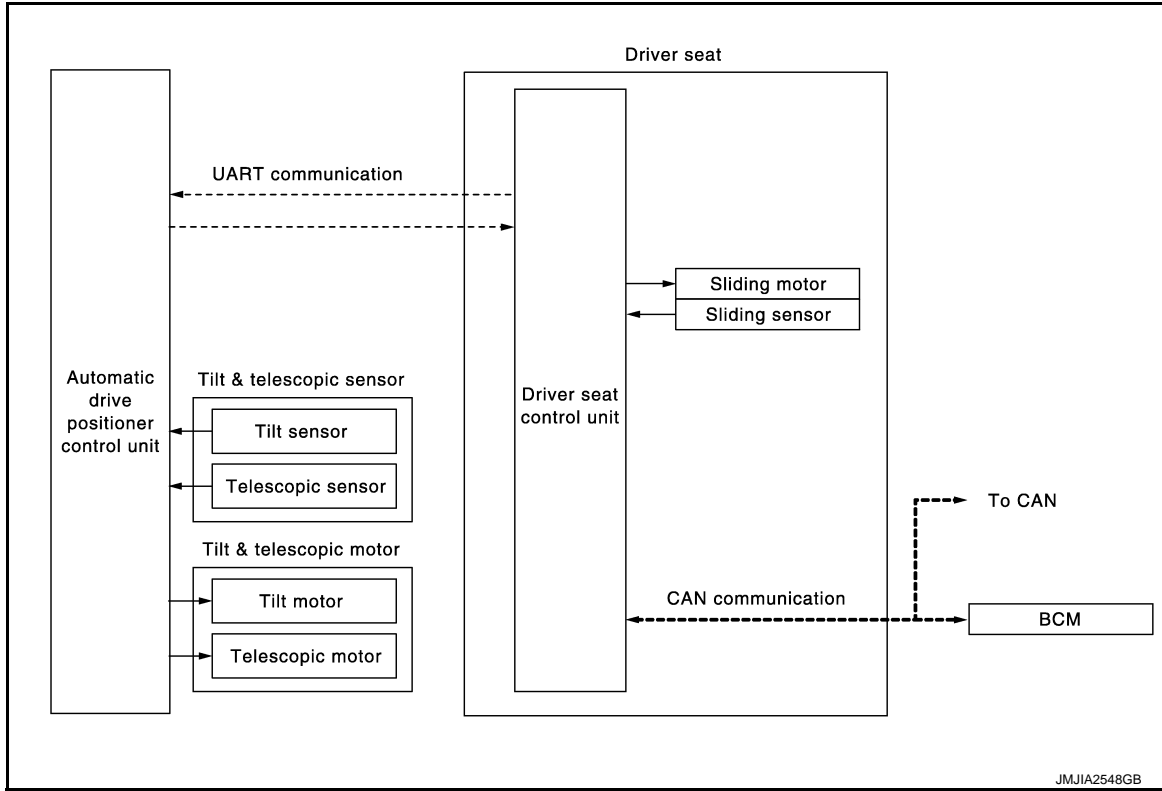 Driver seat
UART communication
Sliding motor
Sliding sensor
Automatic
drive
positioner
control unit
Tilt & telescopic sensor
Tilt sensor
Telescopic sensor
Driver seat
control unit
To CAN
Tilt & telescopic motor
Tilt motor
Telescopic motor
CAN communication
BCM
JMJIA2548GB